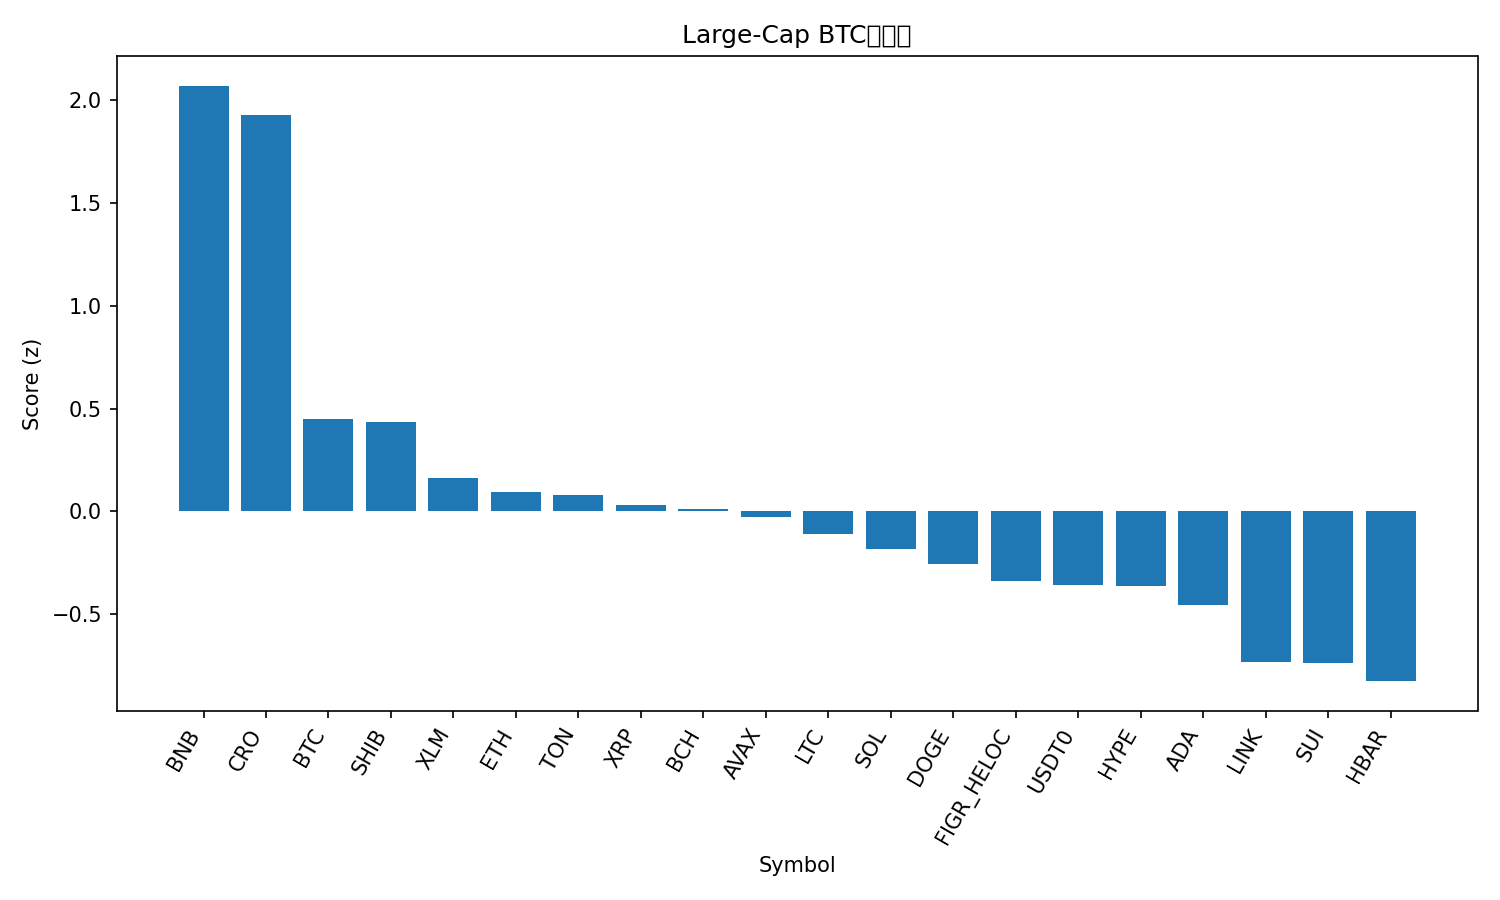 Large-Cap BTC
Score (z)
2.0
1.5
1.0
0.5
0.0
−0.5
BNB
CRO
BTC
SHIB
XLM
ETH
TON
XRP
BCH
AVAX
LTC
SOL
DOGE
FIGR_HELOC
USDT0
HYPE
ADA
LINK
SUI
HBAR
Symbol